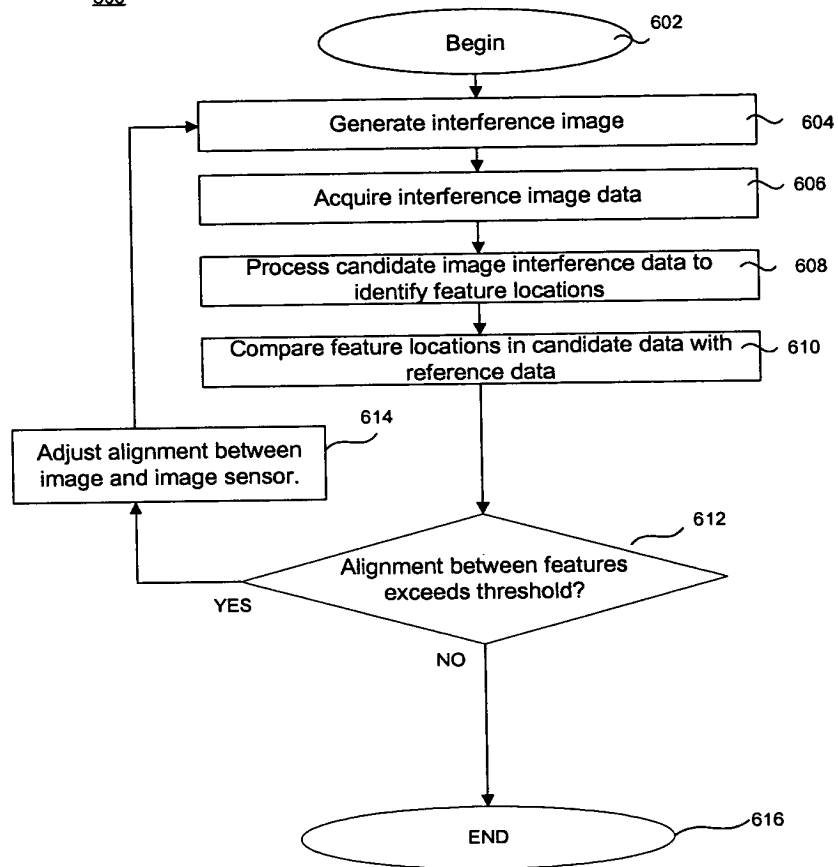 Begin
602
Generate interference image
604
Acquire interference image data
606
Process candidate image interference data to
identify feature locations
608
Compare feature locations in candidate data with
reference data
610
614
Adjust alignment between
image and image sensor.
612
Alignment between features
exceeds threshold?
YES
NO
END
616